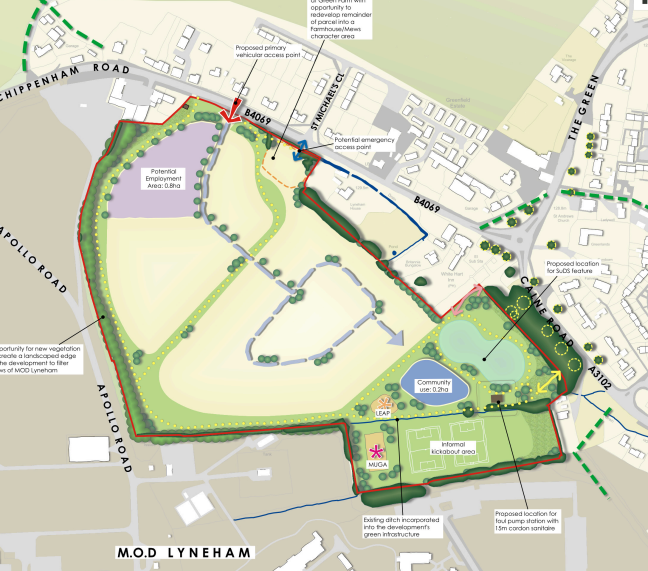 of Green Farm with
opportunity to
redevelop remainder
of parcel into a
Farmhouse/Mews
character area
Proposed primary
vehicular access point
CHIPPENHAM ROAD
B4069
ST MICHAEL'S CL
THE GREEN
Potential emergency
access point
Potential
Employment
Area: 0.8ha
B4069
APOLLO ROAD
Proposed location
for SuDS feature
CALNE ROAD
A3102
portunity for new vegetation
create a landscaped edge
the development to filter
ws of MOD Lyneham
Community
use: 0.2ha
LEAP
APOLLO ROAD
Informal
kickabout area
MUGA
Existing ditch incorporated
into the development's
green infrastructure
Proposed location for
foul pump station with
15m cordon sanitaire
M.O.D LYNEHAM